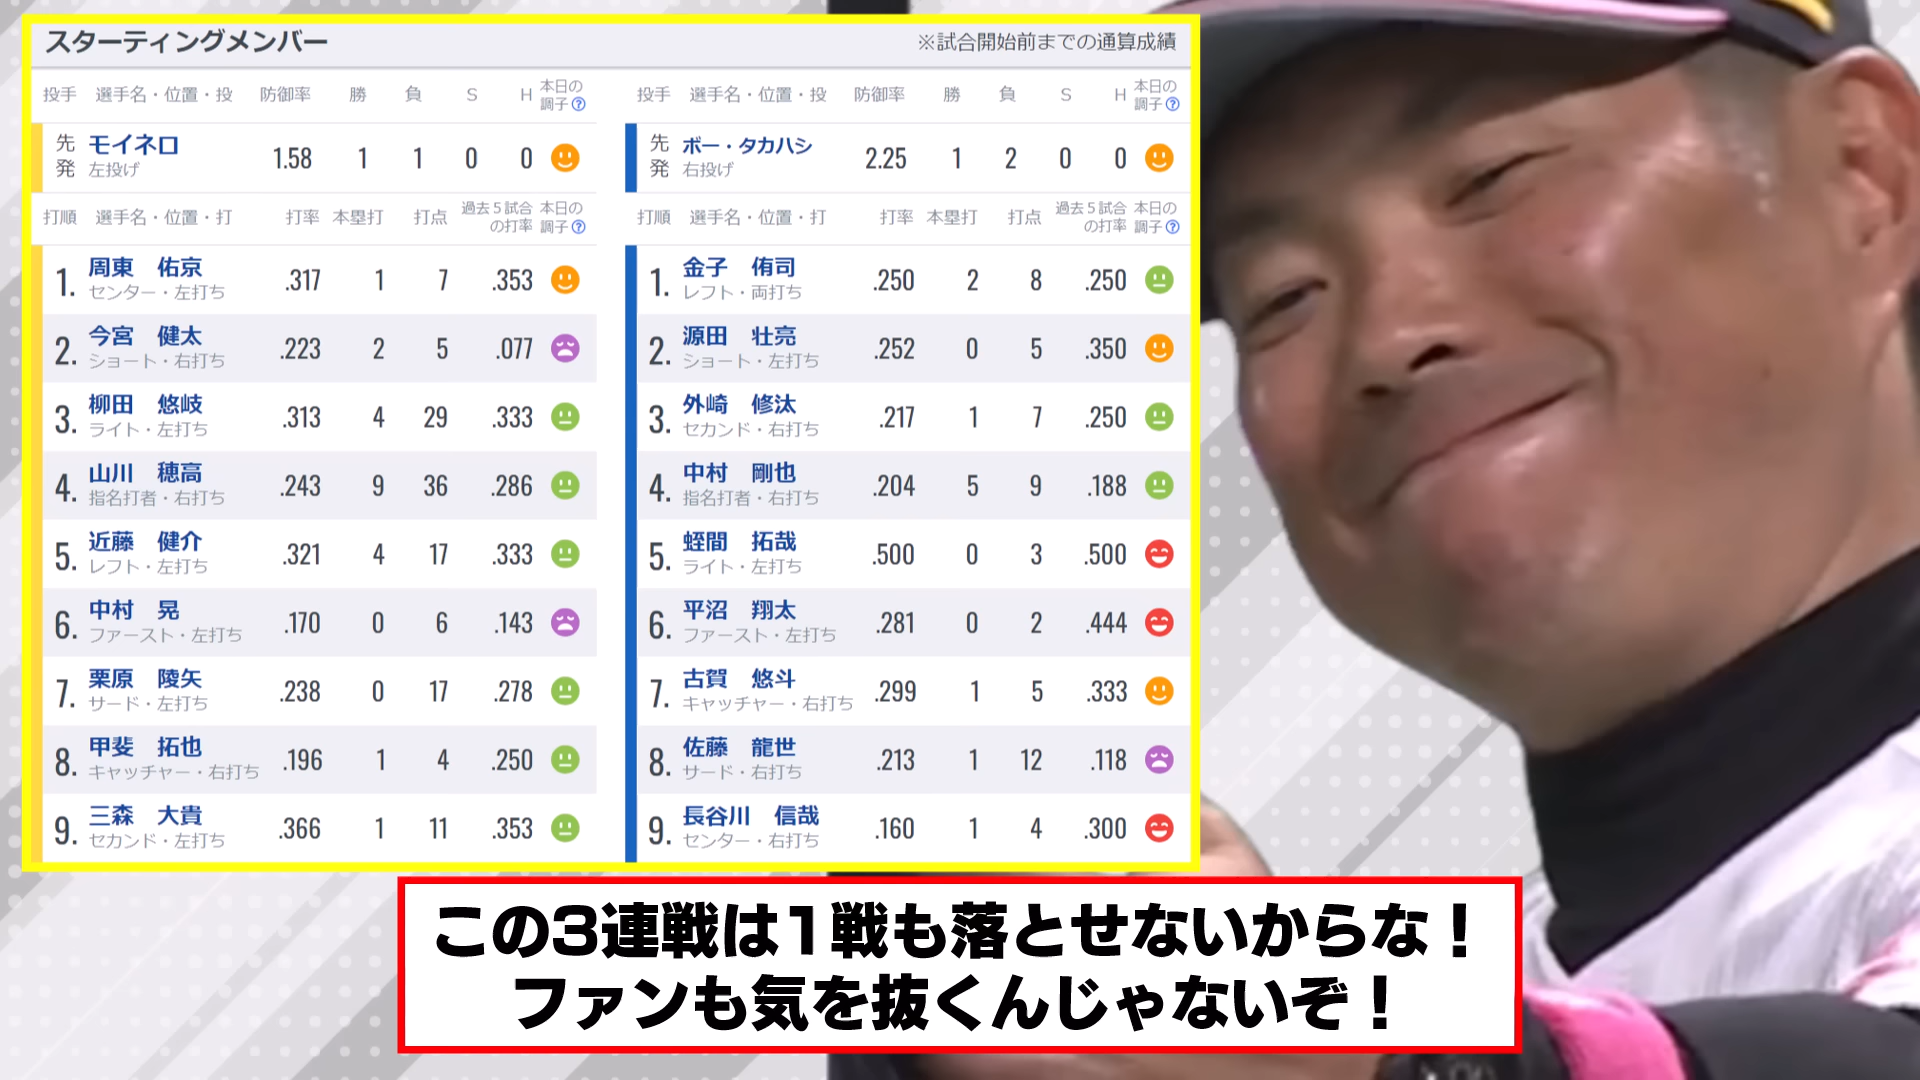 スターティングメンバー ※試合開始前までの通算成績
投手 選手名・位置・投 防御率 勝 負 S H 本日の調子?
先発 モイネロ 左投げ 1.58 1 1 0 0
打順 選手名・位置・打 打率 本塁打 打点 過去5試合の打率 本日の調子?
1. 周東 佑京 センター・左打ち .317 1 7 .353
2. 今宮 健太 ショート・右打ち .223 2 5 .077
3. 柳田 悠岐 ライト・左打ち .313 4 29 .333
4. 山川 穂高 指名打者・右打ち .243 9 36 .286
5. 近藤 健介 レフト・左打ち .321 4 17 .333
6. 中村 晃 ファースト・左打ち .170 0 6 .143
7. 栗原 陵矢 サード・左打ち .238 0 17 .278
8. 甲斐 拓也 キャッチャー・右打ち .196 1 4 .250
9. 三森 大貴 セカンド・左打ち .366 1 11 .353
投手 選手名・位置・投 防御率 勝 負 S H 本日の調子?
先発 ボー・タカハシ 右投げ 2.25 1 2 0 0
打順 選手名・位置・打 打率 本塁打 打点 過去5試合の打率 本日の調子?
1. 金子 侑司 レフト・両打ち .250 2 8 .250
2. 源田 壮亮 ショート・左打ち .252 0 5 .350
3. 外崎 修汰 セカンド・右打ち .217 1 7 .250
4. 中村 剛也 指名打者・右打ち .204 5 9 .188
5. 蛭間 拓哉 ライト・左打ち .500 0 3 .500
6. 平沼 翔太 ファースト・左打ち .281 0 2 .444
7. 古賀 悠斗 キャッチャー・右打ち .299 1 5 .333
8. 佐藤 龍世 サード・右打ち .213 1 12 .118
9. 長谷川 信哉 センター・右打ち .160 1 4 .300
この3連戦は1戦も落とせないからな！
ファンも気を抜くんじゃないぞ！